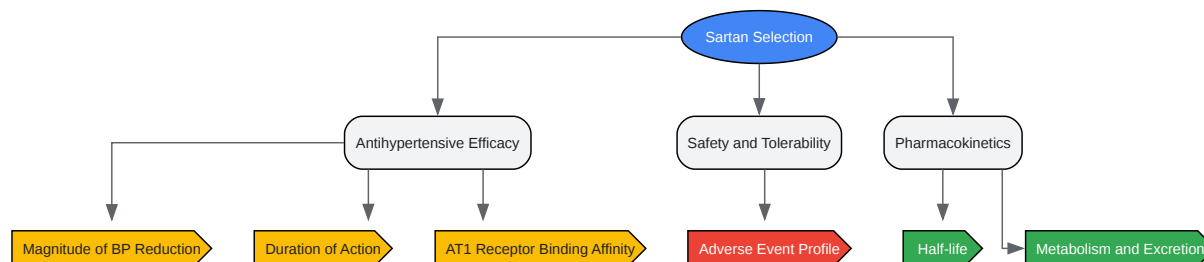 Sartan Selection
Antihypertensive Efficacy
Safety and Tolerability
Pharmacokinetics
Magnitude of BP Reduction
Duration of Action
AT1 Receptor Binding Affinity
Adverse Event Profile
Half-life
Metabolism and Excretion